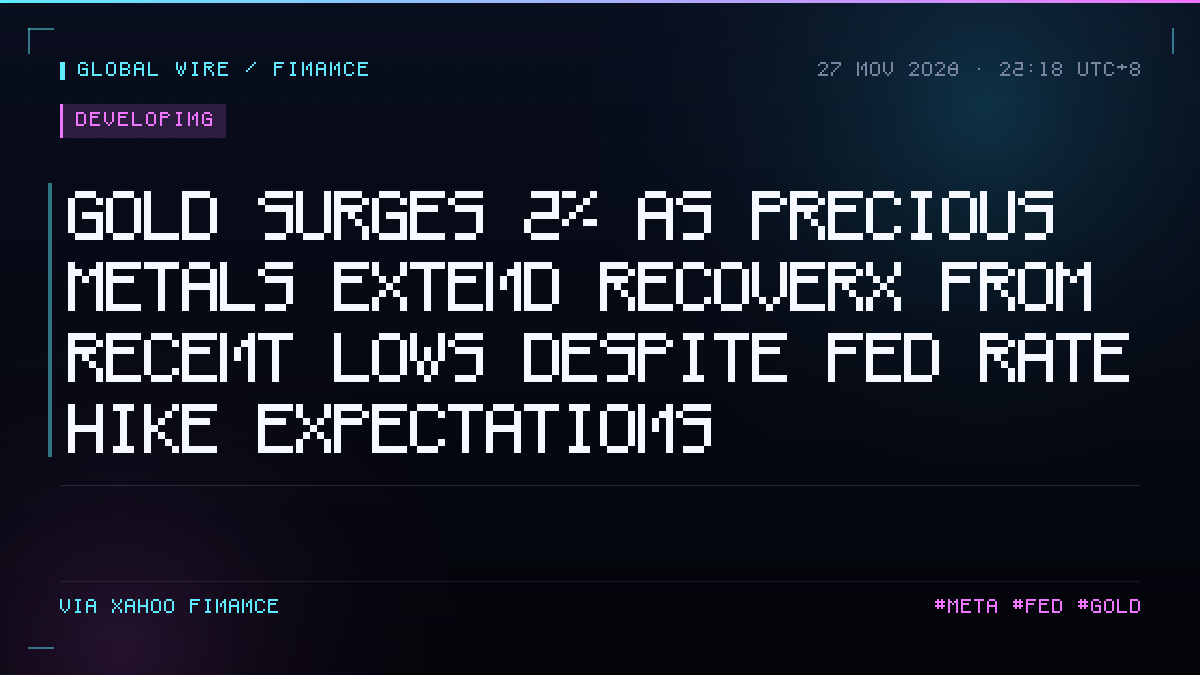 GLOBAL WIRE / FINANCE
27 NOV 2026 · 22:18 UTC+8
DEVELOPING
GOLD SURGES 2% AS PRECIOUS
METALS EXTEND RECOVERY FROM
RECENT LOWS DESPITE FED RATE
HIKE EXPECTATIONS
VIA YAHOO FINANCE
#META #FED #GOLD